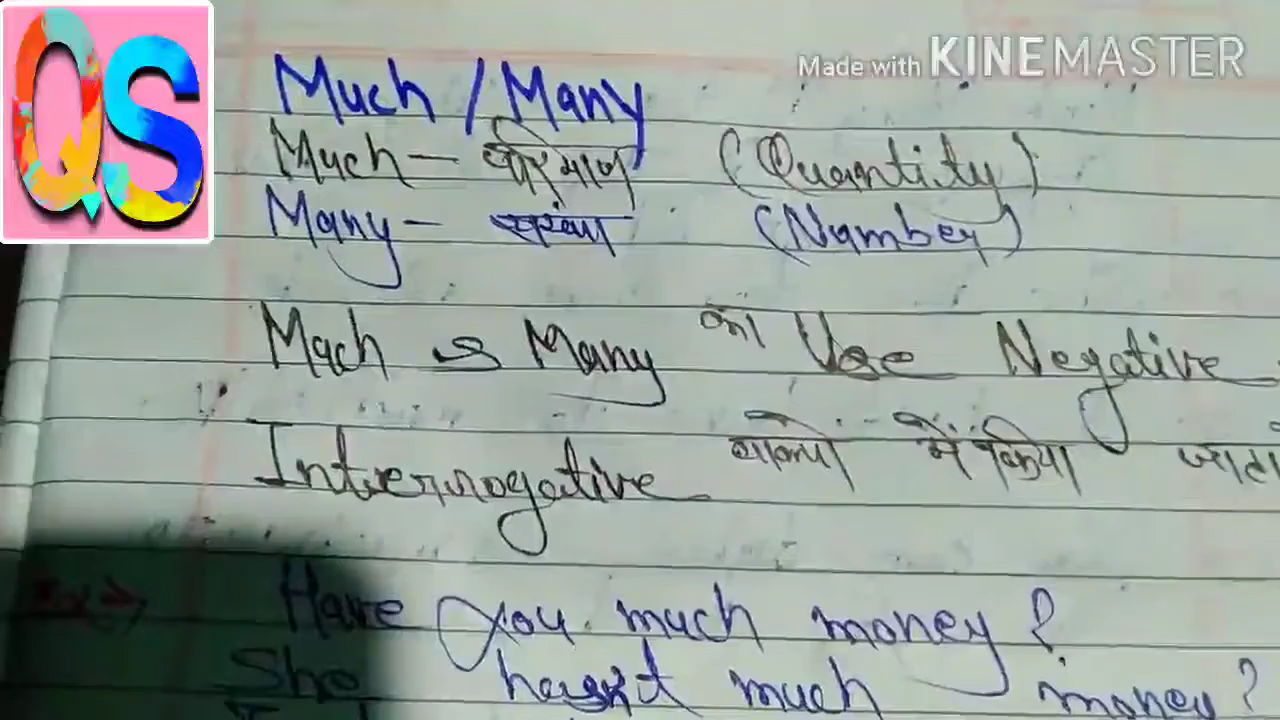 QS
Made with KINEMASTER
Much / Many
Much — परिमाण (Quantity)
Many — संख्या (Number)
Much & Many का Use Negative
Interrogative वाक्यो में किया जाता
Ex→
Have you much money?
She hasn't much money?